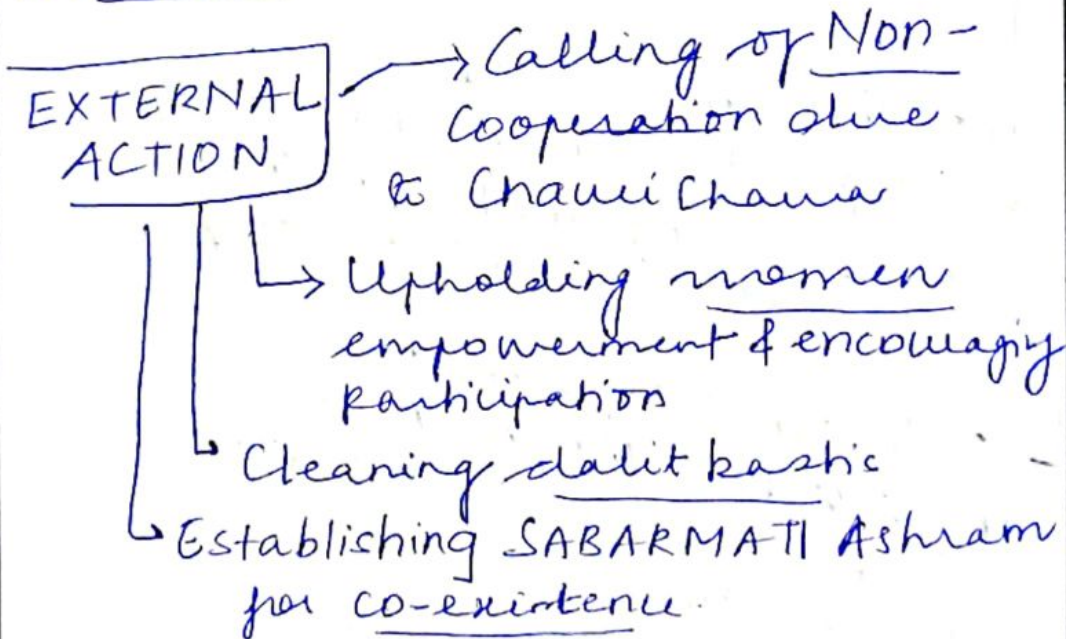 EXTERNAL
ACTION
→ Calling of Non-
Cooperation due
to Chauri Chaura
→ Upholding women
empowerment & encouraging
participation
Cleaning dalit bastis
Establishing SABARMATI Ashram
for co-existence.